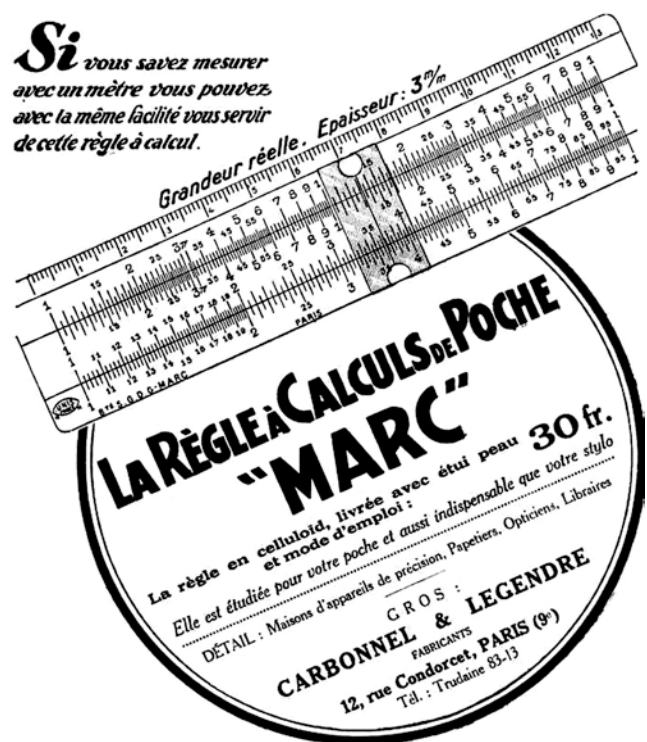 Si vous savez mesurer
avec un mètre vous pouvez
avec la même facilité vous servir
de cette règle à calcul.
Grandeur réelle. Epaisseur : 3 m/m
PARIS
Bté S.G.D.G-MARC
LA RÈGLE À CALCULS DE POCHE
"MARC"
La règle en celluloid, livrée avec étui peau 30 fr.
et mode d'emploi :
Elle est étudiée pour votre poche et aussi indispensable que votre stylo
DÉTAIL : Maisons d'appareils de précision, Papetiers, Opticiens, Libraires
GROS :
CARBONNEL & LEGENDRE
FABRICANTS
12, rue Condorcet, PARIS (9e)
Tél. : Trudaine 83-13